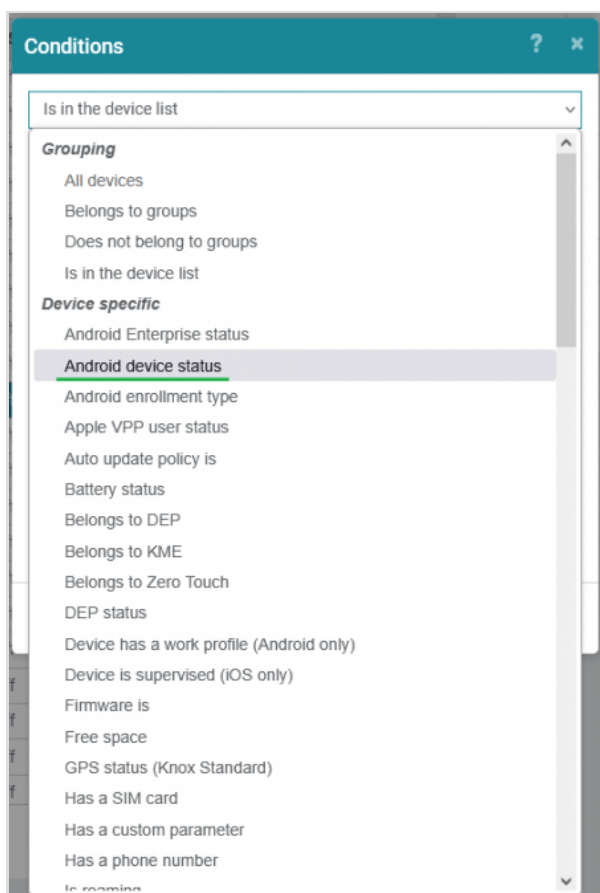 Conditions ? ×
Is in the device list
Grouping
All devices
Belongs to groups
Does not belong to groups
Is in the device list
Device specific
Android Enterprise status
Android device status
Android enrollment type
Apple VPP user status
Auto update policy is
Battery status
Belongs to DEP
Belongs to KME
Belongs to Zero Touch
DEP status
Device has a work profile (Android only)
Device is supervised (iOS only)
Firmware is
Free space
GPS status (Knox Standard)
Has a SIM card
Has a custom parameter
Has a phone number
Is roaming